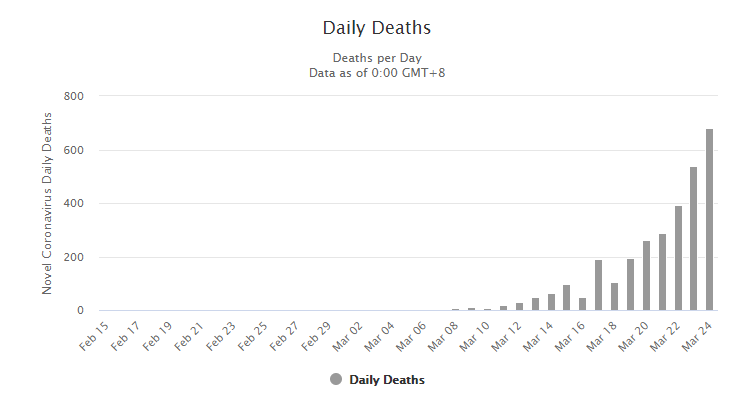 Daily Deaths
Deaths per Day
Data as of 0:00 GMT+8
Novel Coronavirus Daily Deaths
800
600
400
200
0
Feb 15
Feb 17
Feb 19
Feb 21
Feb 23
Feb 25
Feb 27
Feb 29
Mar 02
Mar 04
Mar 06
Mar 08
Mar 10
Mar 12
Mar 14
Mar 16
Mar 18
Mar 20
Mar 22
Mar 24
Daily Deaths